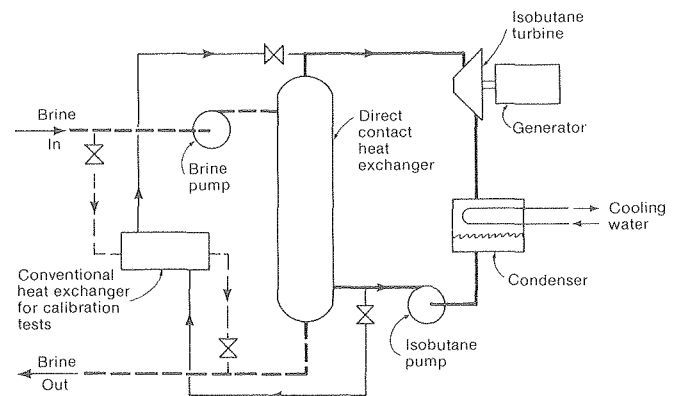 Isobutane
turbine
Generator
Brine
In
Brine
pump
Direct
contact
heat
exchanger
Cooling
water
Condenser
Conventional
heat exchanger
for calibration
tests
Isobutane
pump
Brine
Out